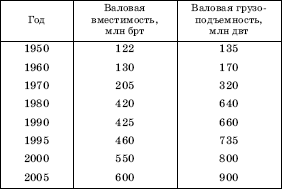 Год Валовая вместимость, млн брт Валовая грузо-подъемность, млн двт
1950 122 135
1960 130 170
1970 205 320
1980 420 640
1990 425 660
1995 460 735
2000 550 800
2005 600 900